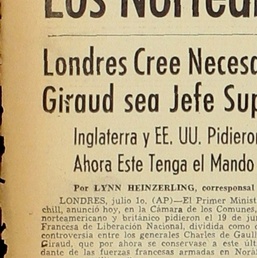 Los Norteam
Londres Cree Necesa
Giraud sea Jefe Sup
Inglaterra y EE. UU. Pidieron
Ahora Este Tenga el Mando
Por LYNN HEINZERLING, corresponsal
LONDRES, julio 1o. (AP)—El Primer Minist
chill, anunció hoy, en la Cámara de los Comunes,
norteamericano y británico pidieron el 19 de ju
Francesa de Liberación Nacional, dividida como
controversia entre los generales Charles de Gaull
Giraud, que por ahora se conservase a este últ
dante de las fuerzas francesas armadas en Norá